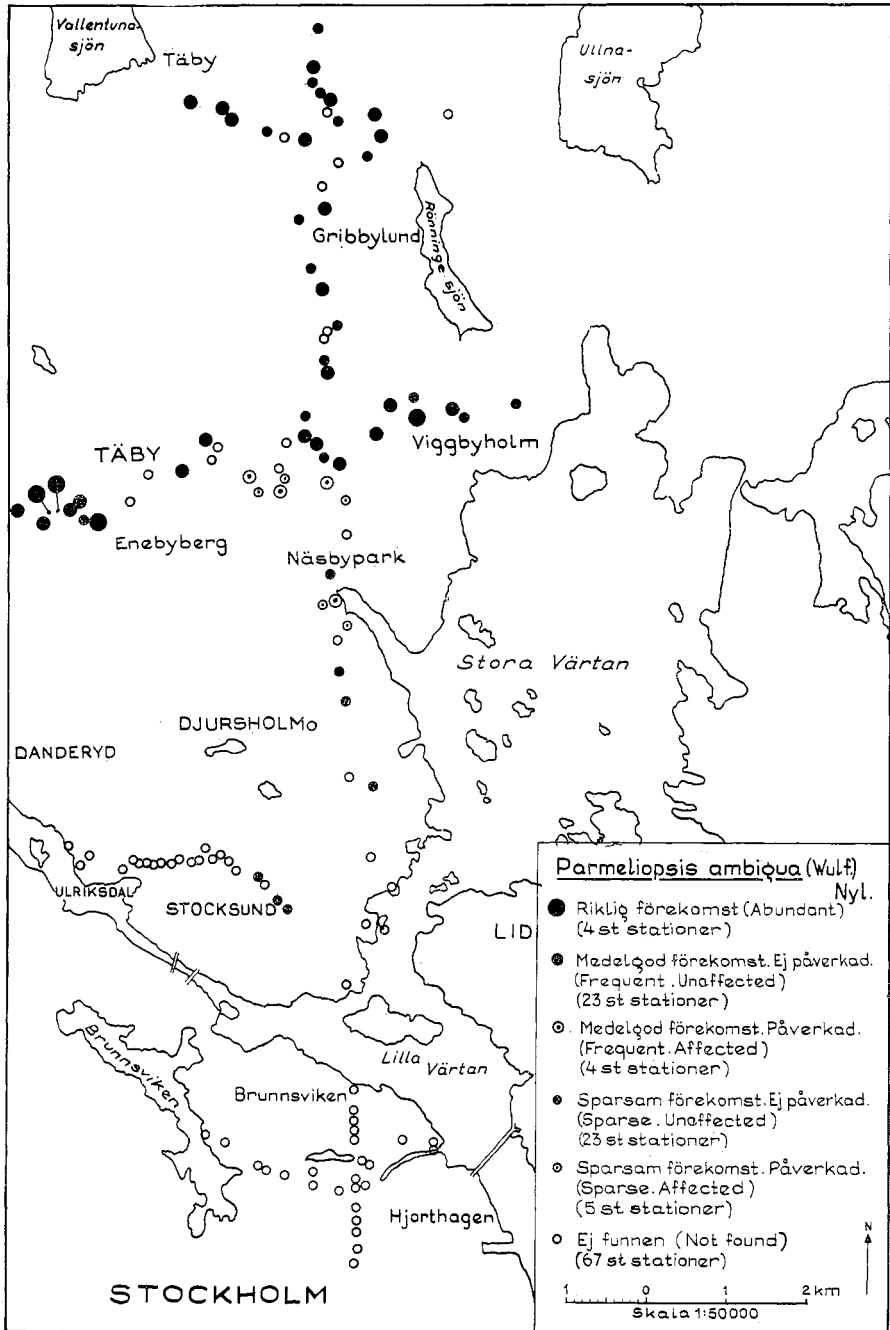 Vallentuna-
sjön
Täby
Ullna-
sjön
Gribbylund
Rönninge sjön
Viggbyholm
TÄBY
Enebyberg
Näsbypark
Stora Värtan
DJURSHOLM
DANDERYD
ULRIKSDAL
STOCKSUND
LID
Brunnsviken
Lilla
Värtan
Brunnsviken
Hjorthagen
STOCKHOLM
Parmeliopsis ambigua (Wulf.)
Nyl.
Riklig förekomst (Abundant)
(4 st stationer)
Medelgod förekomst. Ej påverkad.
(Frequent. Unaffected)
(23 st stationer)
Medelgod förekomst. Påverkad.
(Frequent. Affected)
(4 st stationer)
Sparsam förekomst. Ej påverkad.
(Sparse. Unaffected)
(23 st stationer)
Sparsam förekomst. Påverkad.
(Sparse. Affected)
(5 st stationer)
Ej funnen (Not found)
(67 st stationer)
N
1 0 1 2 km
Skala 1:50000